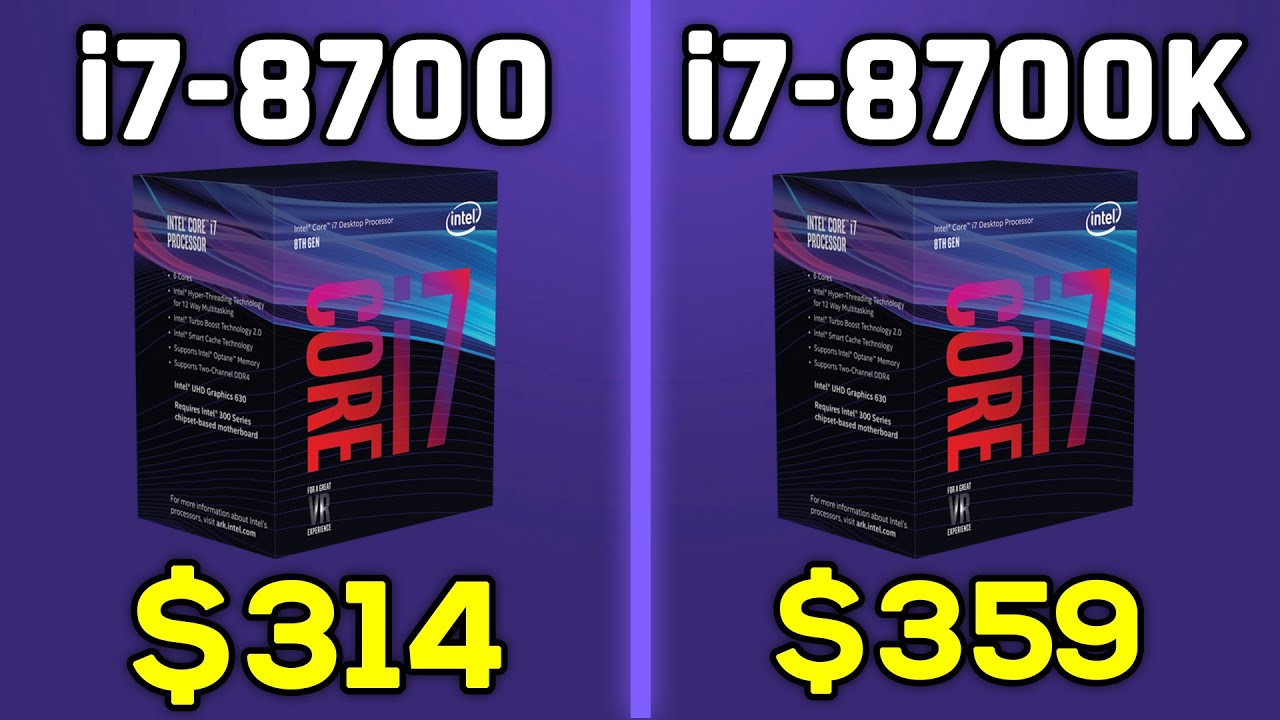 i7-8700
INTEL® CORE™ i7
PROCESSOR
• 6 Cores
• Intel® Hyper-Threading Technology
for 12 Way Multitasking
• Intel® Turbo Boost Technology 2.0
• Intel® Smart Cache Technology
• Supports Intel® Optane™ Memory
• Supports Two-Channel DDR4
Intel® UHD Graphics 630
Requires Intel® 300 Series
chipset-based motherboard
For more information about Intel's
processors, visit ark.intel.com
Intel® Core™ i7 Desktop Processor
8TH GEN
intel
CORE i7
FOR A GREAT
VR
EXPERIENCE
$314
i7-8700K
INTEL® CORE™ i7
PROCESSOR
• 6 Cores
• Intel® Hyper-Threading Technology
for 12 Way Multitasking
• Intel® Turbo Boost Technology 2.0
• Intel® Smart Cache Technology
• Supports Intel® Optane™ Memory
• Supports Two-Channel DDR4
Intel® UHD Graphics 630
Requires Intel® 300 Series
chipset-based motherboard
For more information about Intel's
processors, visit ark.intel.com
Intel® Core™ i7 Desktop Processor
8TH GEN
intel
CORE i7
FOR A GREAT
VR
EXPERIENCE
$359